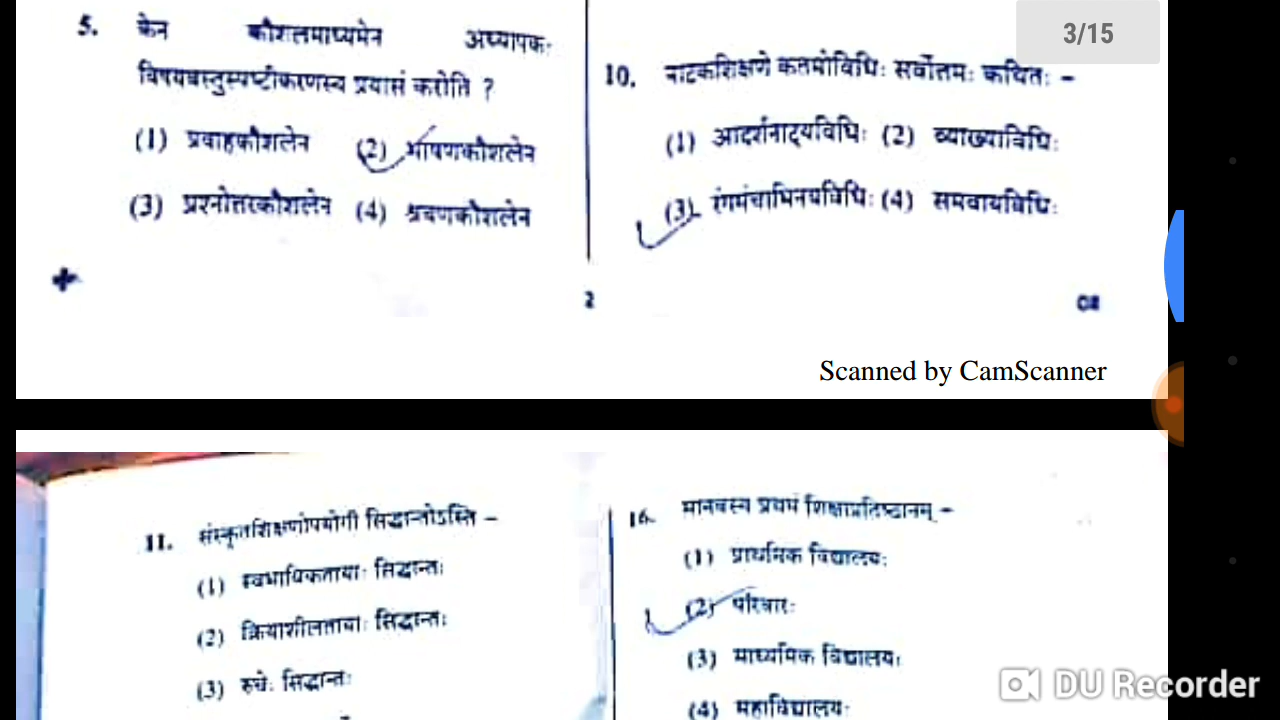 3/15
5. केन कौशलमाध्यमेन अध्यापकः
विषयवस्तुस्पष्टीकरणस्य प्रयासं करोति ?
(1) प्रवाहकौशलेन (2) भाषणकौशलेन
(3) प्रश्नोत्तरकौशलेन (4) श्रवणकौशलेन
10. नाटकशिक्षणे कतमोविधिः सर्वोत्तमः कथितः -
(1) आदर्शनाट्यविधिः (2) व्याख्याविधिः
(3) रंगमंचाभिनयविधिः (4) समवायविधिः
2
Scanned by CamScanner
11. संस्कृतशिक्षणोपयोगी सिद्धान्तोऽस्ति -
(1) स्वभाविकतायाः सिद्धान्तः
(2) क्रियाशीलतायाः सिद्धान्तः
(3) रुचेः सिद्धान्तः
16. मानवस्य प्रथमं शिक्षाप्रतिष्ठानम् -
(1) प्राथमिक विद्यालयः
(2) परिवारः
(3) माध्यमिक विद्यालयः
(4) महाविद्यालयः
DU Recorder